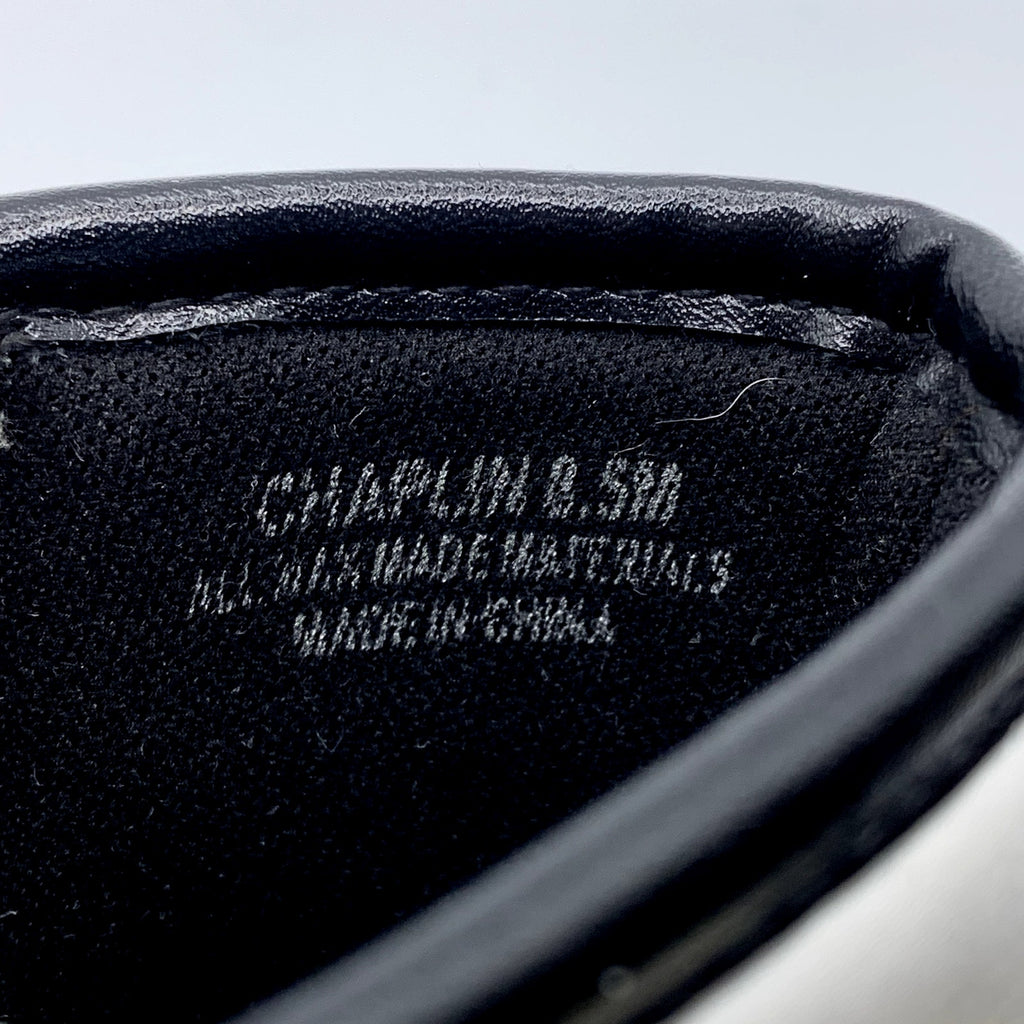 CHAPLIN 8.5M
ALL MAN MADE MATERIALS
MADE IN CHINA